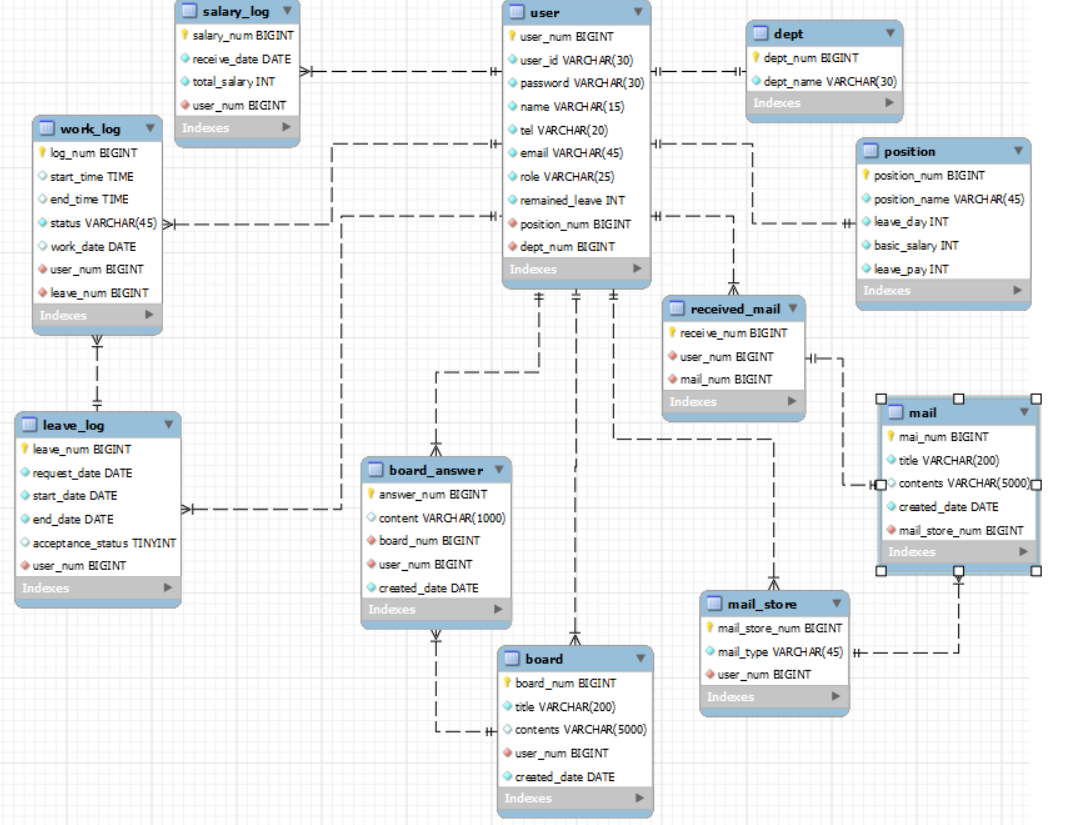 salary_log
salary_num BIGINT
receive_date DATE
total_salary INT
user_num BIGINT
Indexes
user
user_num BIGINT
user_id VARCHAR(30)
password VARCHAR(30)
name VARCHAR(15)
tel VARCHAR(20)
email VARCHAR(45)
role VARCHAR(25)
remained_leave INT
position_num BIGINT
dept_num BIGINT
Indexes
dept
dept_num BIGINT
dept_name VARCHAR(30)
Indexes
work_log
log_num BIGINT
start_time TIME
end_time TIME
status VARCHAR(45)
work_date DATE
user_num BIGINT
leave_num BIGINT
Indexes
position
position_num BIGINT
position_name VARCHAR(45)
leave_day INT
basic_salary INT
leave_pay INT
Indexes
received_mail
receive_num BIGINT
user_num BIGINT
mail_num BIGINT
Indexes
leave_log
leave_num BIGINT
request_date DATE
start_date DATE
end_date DATE
acceptance_status TINYINT
user_num BIGINT
Indexes
board_answer
answer_num BIGINT
content VARCHAR(1000)
board_num BIGINT
user_num BIGINT
created_date DATE
Indexes
mail
mai_num BIGINT
title VARCHAR(200)
contents VARCHAR(5000)
created_date DATE
mail_store_num BIGINT
Indexes
mail_store
mail_store_num BIGINT
mail_type VARCHAR(45)
user_num BIGINT
Indexes
board
board_num BIGINT
title VARCHAR(200)
contents VARCHAR(5000)
user_num BIGINT
created_date DATE
Indexes